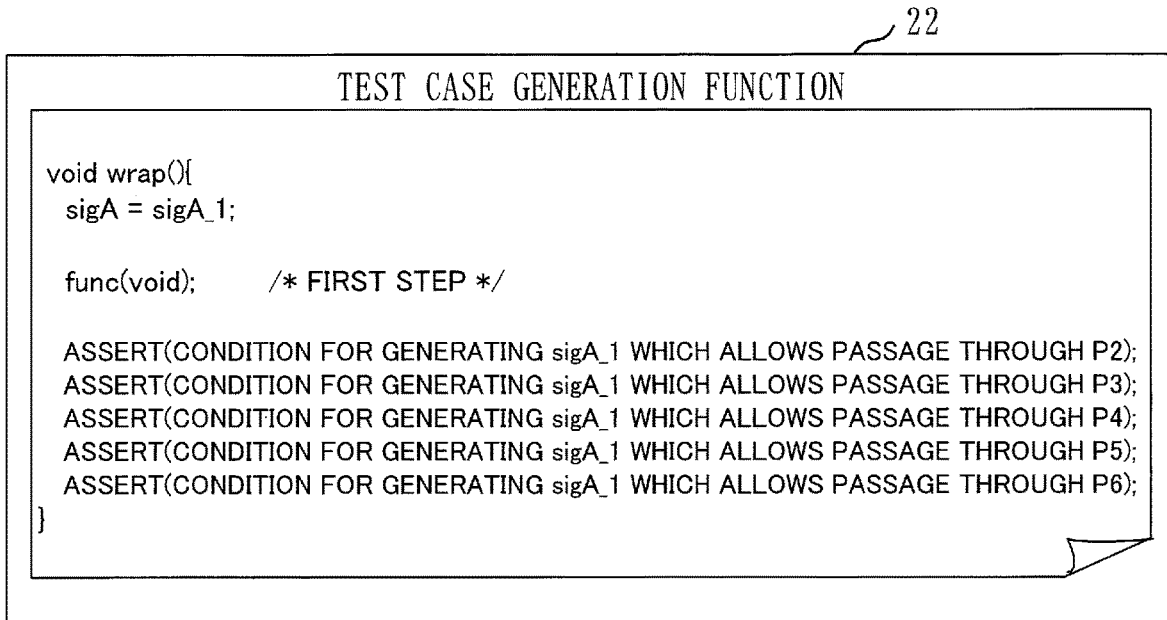 22
TEST CASE GENERATION FUNCTION
void wrap(){
sigA = sigA_1;
func(void); /* FIRST STEP */
ASSERT(CONDITION FOR GENERATING sigA_1 WHICH ALLOWS PASSAGE THROUGH P2);
ASSERT(CONDITION FOR GENERATING sigA_1 WHICH ALLOWS PASSAGE THROUGH P3);
ASSERT(CONDITION FOR GENERATING sigA_1 WHICH ALLOWS PASSAGE THROUGH P4);
ASSERT(CONDITION FOR GENERATING sigA_1 WHICH ALLOWS PASSAGE THROUGH P5);
ASSERT(CONDITION FOR GENERATING sigA_1 WHICH ALLOWS PASSAGE THROUGH P6);
}